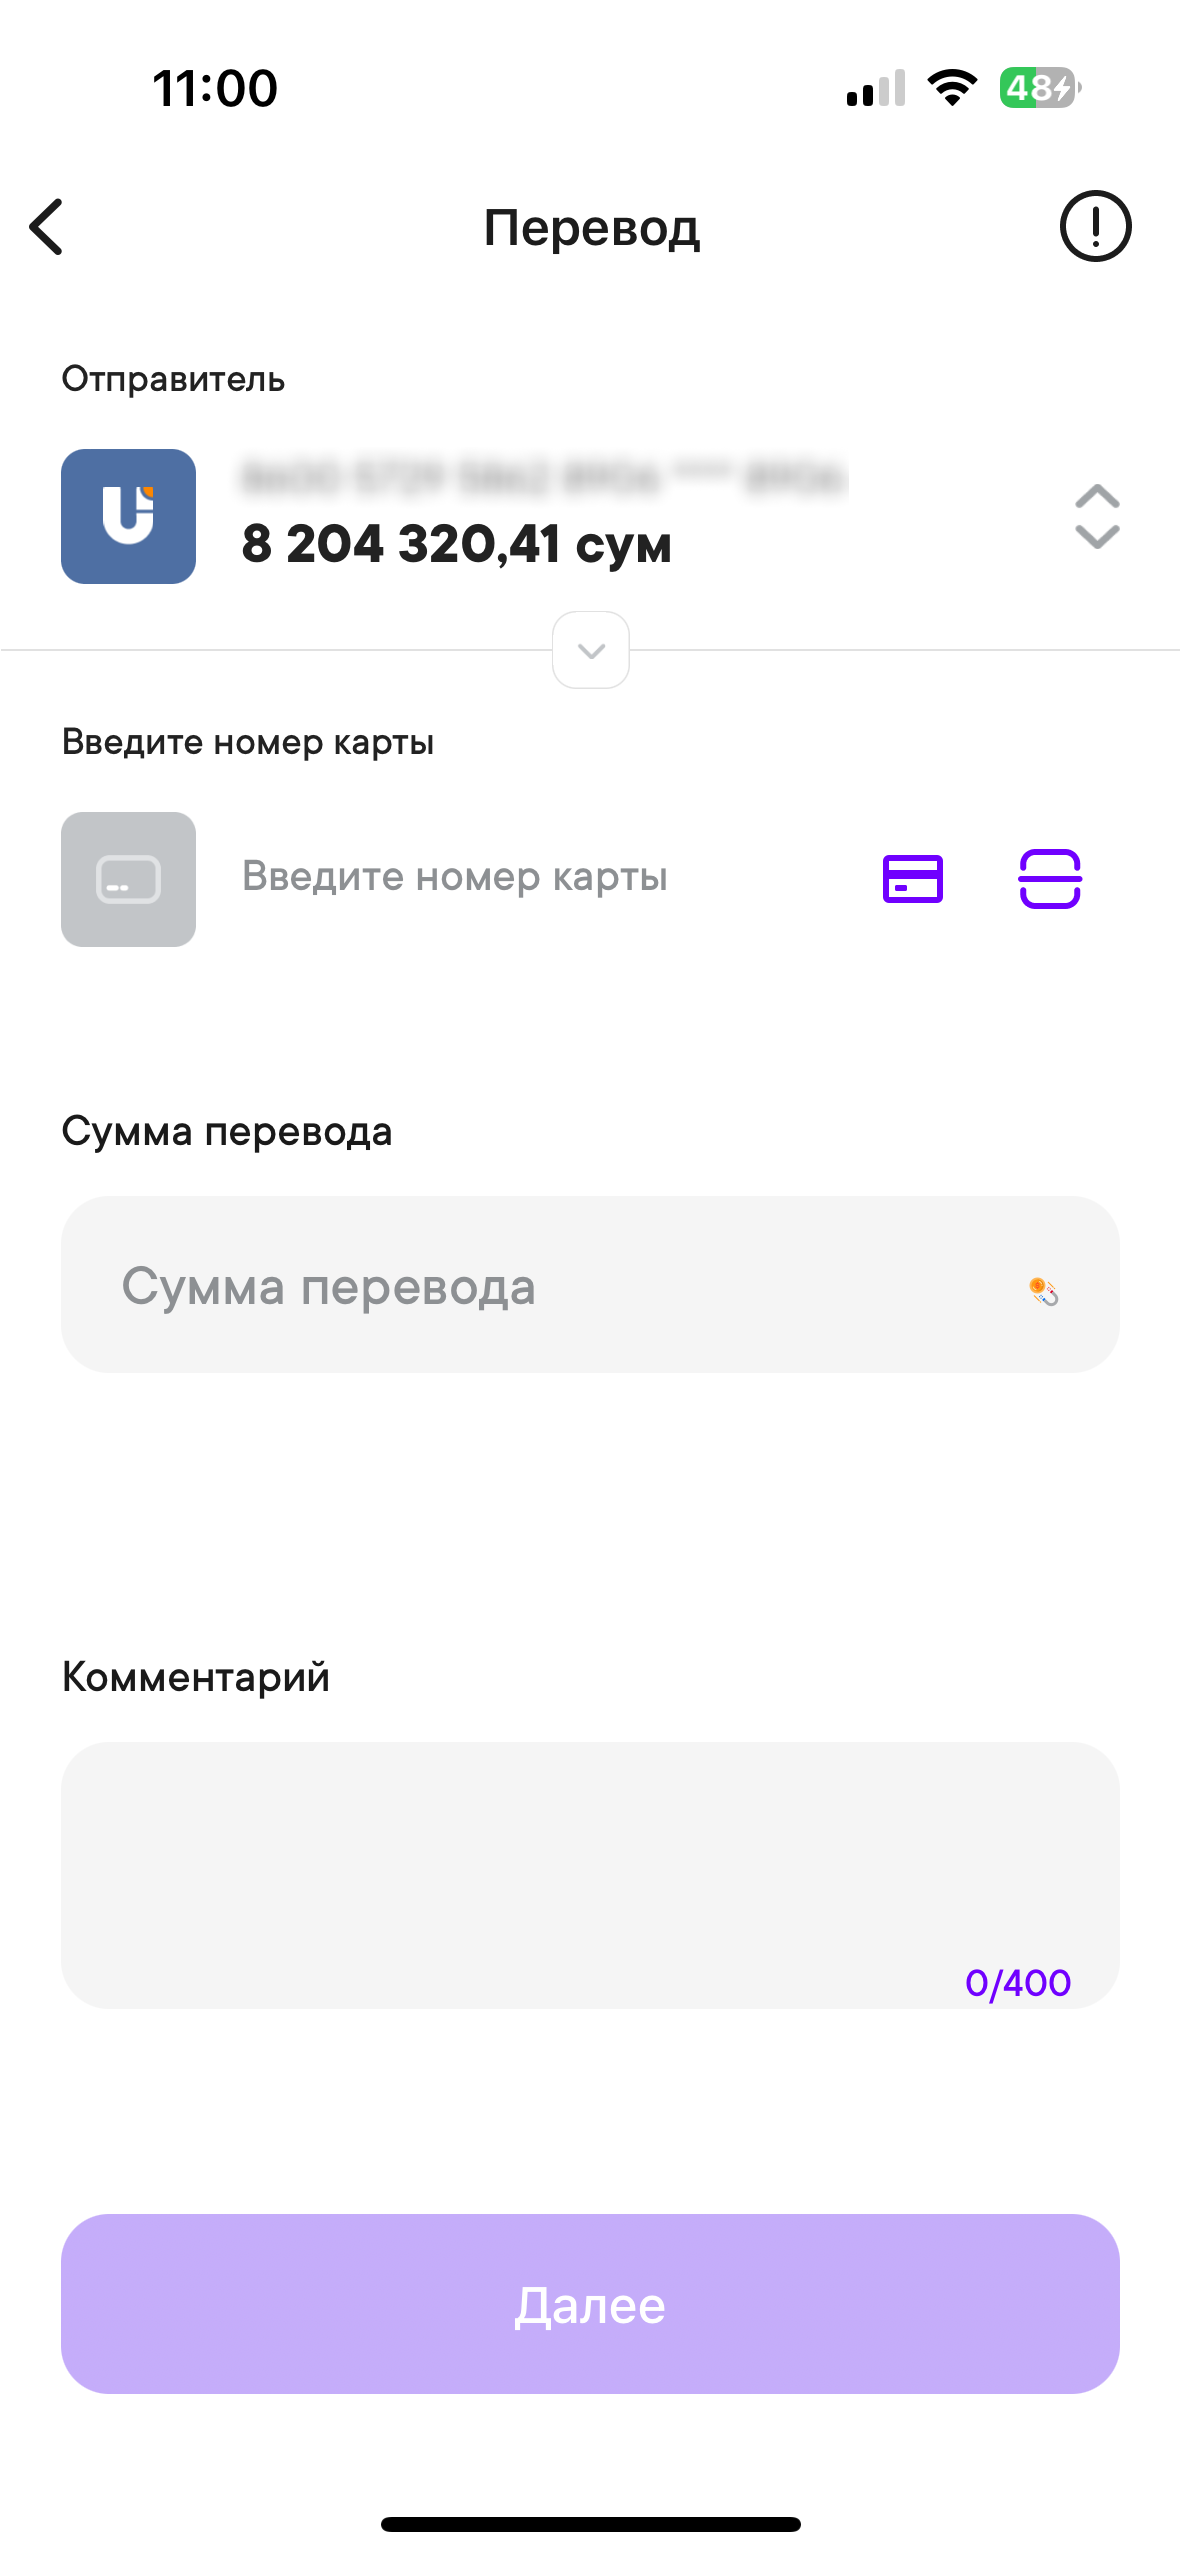 11:00
48
Перевод
Отправитель
8 204 320,41 сум
Введите номер карты
Введите номер карты
Сумма перевода
Сумма перевода
Комментарий
0/400
Далее